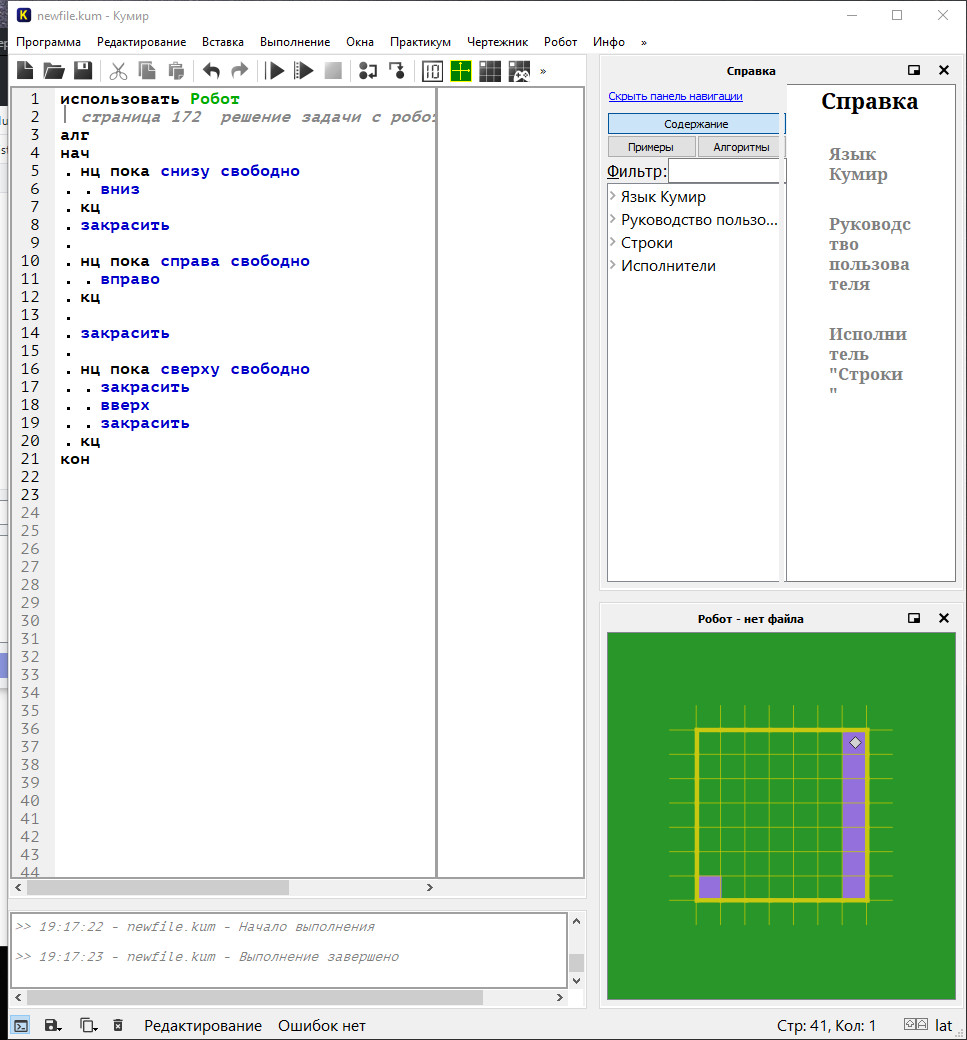 newfile.kum - Кумир
Программа Редактирование Вставка Выполнение Окна Практикум Чертежник Робот Инфо »
»
1 использовать Робот
2 | страница 172 решение задачи с робо
3 алг
4 нач
5 . нц пока снизу свободно
6 . . вниз
7 . кц
8 . закрасить
9 .
10 . нц пока справа свободно
11 . . вправо
12 . кц
13 .
14 . закрасить
15 .
16 . нц пока сверху свободно
17 . . закрасить
18 . . вверх
19 . . закрасить
20 . кц
21 кон
22
23
24
25
26
27
28
29
30
31
32
33
34
35
36
37
38
39
40
41
42
43
44
Справка
Скрыть панель навигации
Содержание
Примеры Алгоритмы
Фильтр:
Язык Кумир
Руководство пользо...
Строки
Исполнители
Справка
Язык
Кумир
Руководс
тво
пользова
теля
Исполни
тель
"Строки
"
Робот - нет файла
>> 19:17:22 - newfile.kum - Начало выполнения
>> 19:17:23 - newfile.kum - Выполнение завершено
Редактирование Ошибок нет Стр: 41, Кол: 1 lat